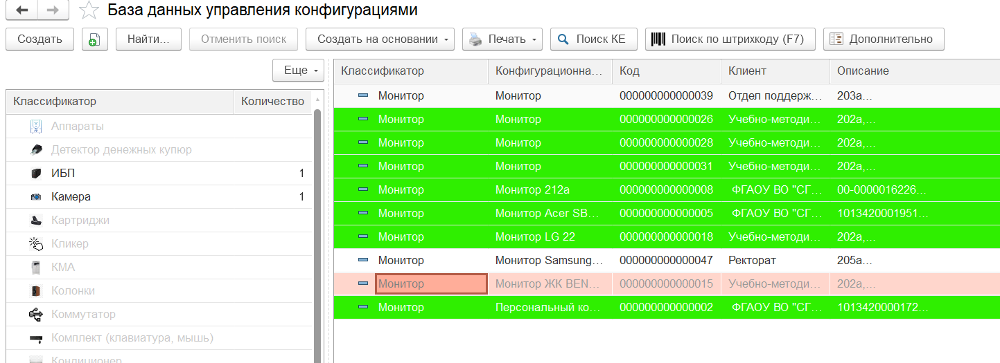 База данных управления конфигурациями
Создать Найти... Отменить поиск Создать на основании Печать Поиск КЕ Поиск по штрихкоду (F7) Дополнительно
Еще
Классификатор Количество
Аппараты
Детектор денежных купюр
ИБП 1
Камера 1
Картриджи
Кликер
КМА
Колонки
Коммутатор
Комплект (клавиатура, мышь)
Кондиционер
Классификатор Конфигурационна... Код Клиент Описание
Монитор Монитор 000000000000039 Отдел поддерж... 203а...
Монитор Монитор 000000000000026 Учебно-методи... 202а,...
Монитор Монитор 000000000000028 Учебно-методи... 202а,...
Монитор Монитор 000000000000031 Учебно-методи... 202а,...
Монитор Монитор 212а 000000000000008 ФГАОУ ВО "СГ... 00-0000016226...
Монитор Монитор Acer SB... 000000000000005 ФГАОУ ВО "СГ... 1013420001951...
Монитор Монитор LG 22 000000000000018 Учебно-методи... 202а,...
Монитор Монитор Samsung... 000000000000047 Ректорат 205а...
Монитор Монитор ЖК BEN... 000000000000015 Учебно-методи... 202а,...
Монитор Персональный ко... 000000000000002 ФГАОУ ВО "СГ... 1013420000172...